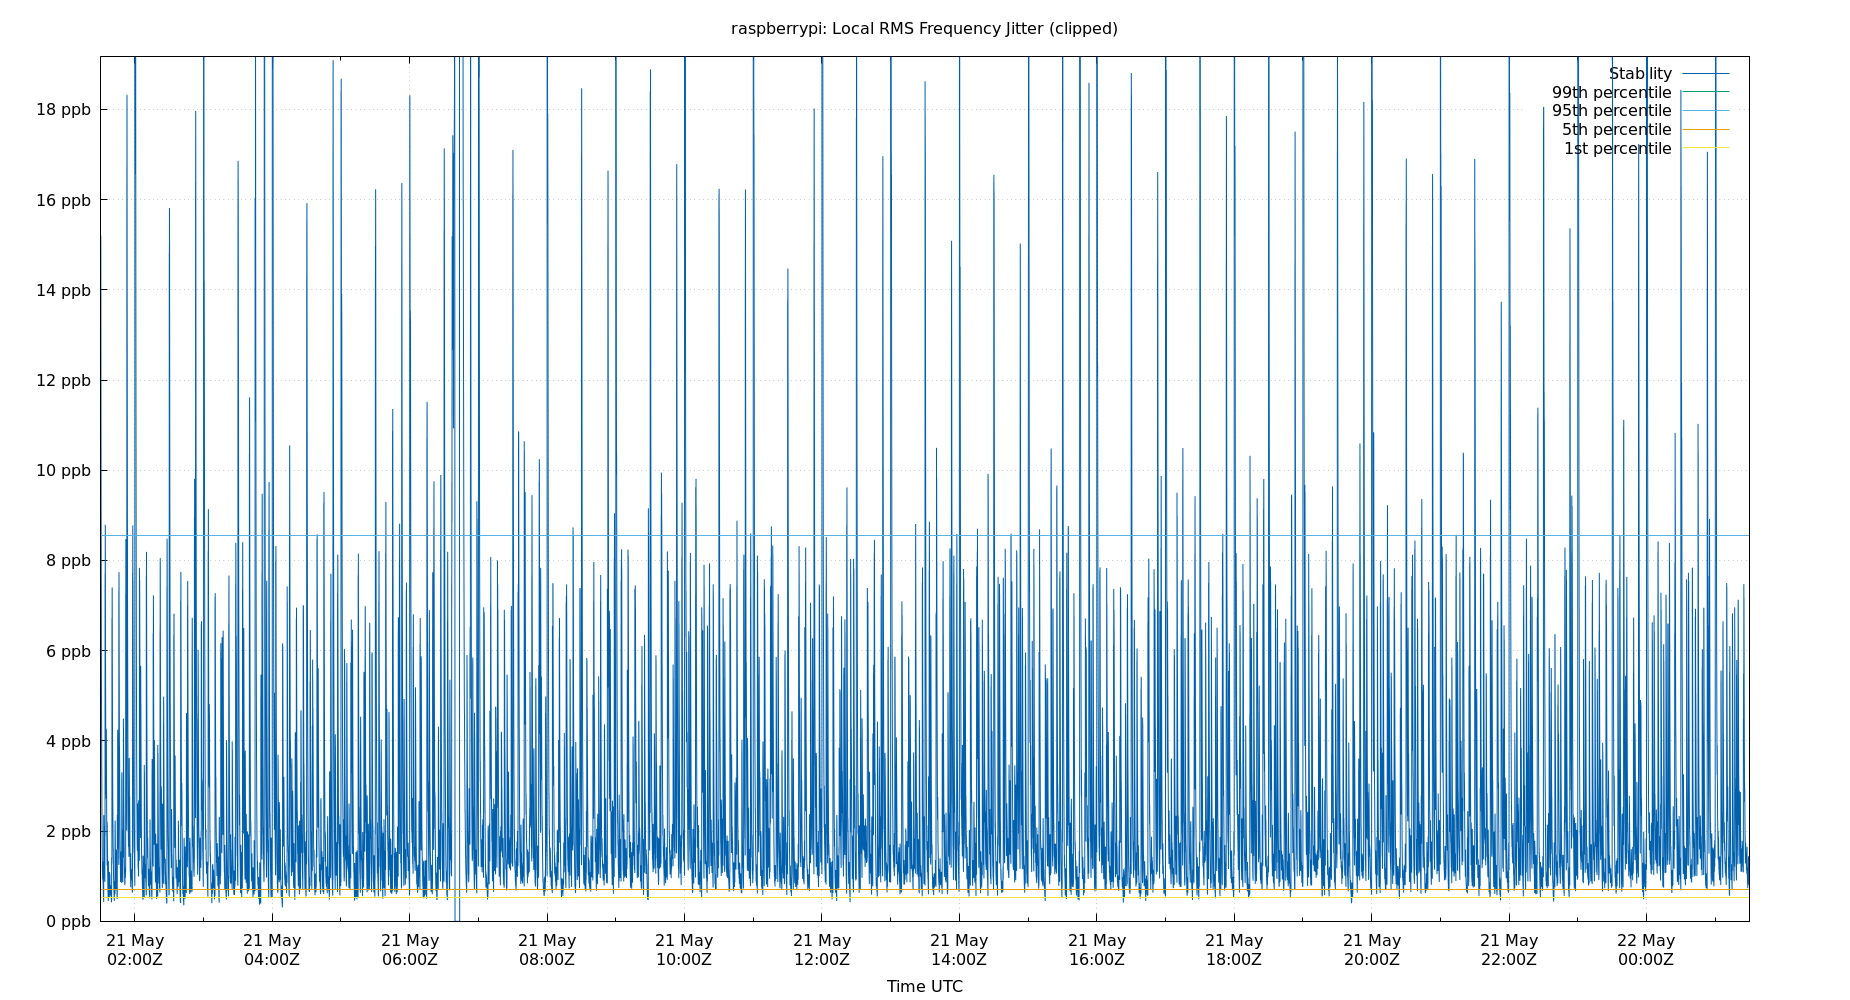 raspberrypi: Local RMS Frequency Jitter (clipped)
Stability
99th percentile
95th percentile
5th percentile
1st percentile
18 ppb
16 ppb
14 ppb
12 ppb
10 ppb
8 ppb
6 ppb
4 ppb
2 ppb
0 ppb
21 May 21 May 21 May 21 May 21 May 21 May 21 May 21 May 21 May 21 May 21 May 22 May
02:00Z 04:00Z 06:00Z 08:00Z 10:00Z 12:00Z 14:00Z 16:00Z 18:00Z 20:00Z 22:00Z 00:00Z
Time UTC